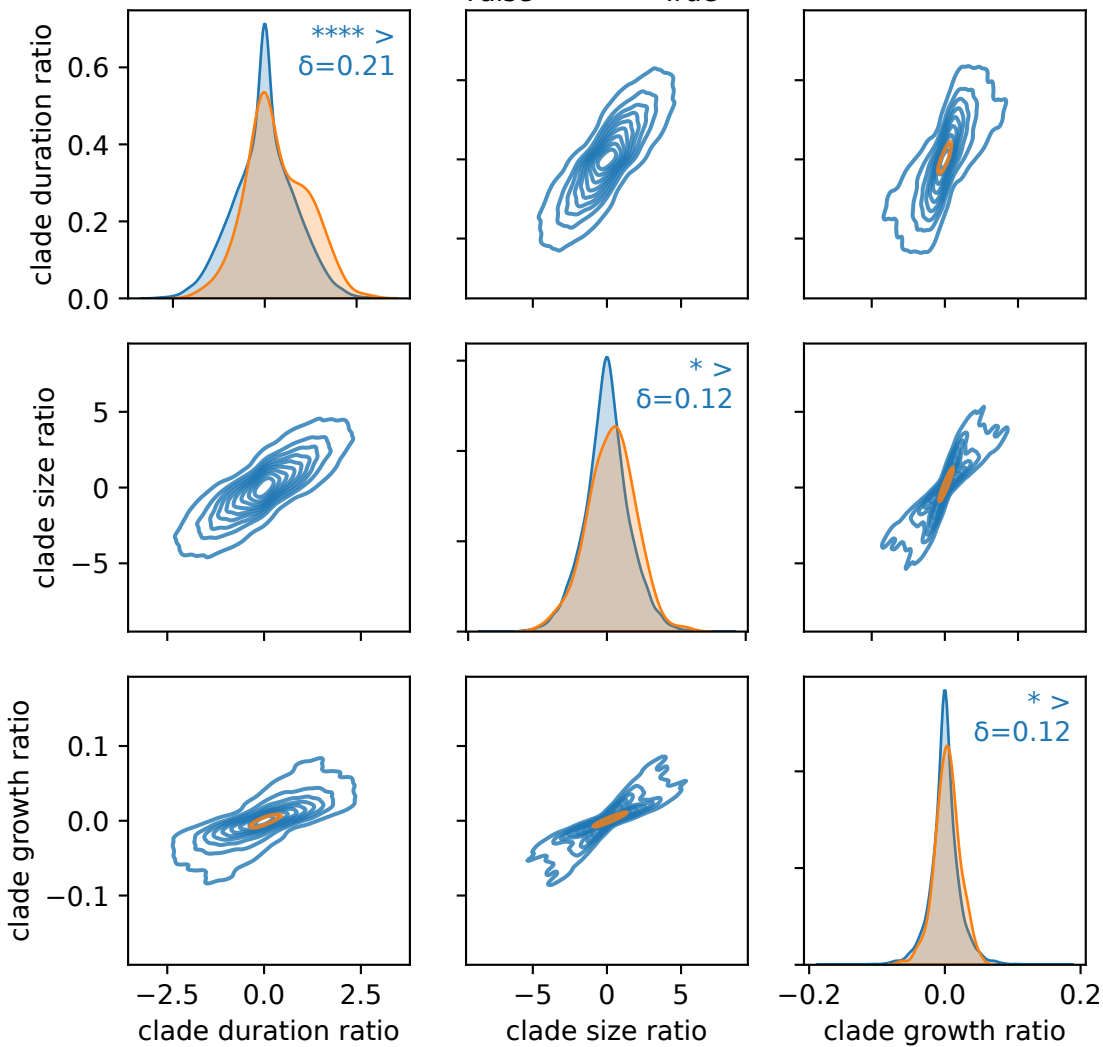 clade duration ratio
0.6
0.4
0.2
0.0
**** >
δ=0.21
clade size ratio
5
0
−5
* >
δ=0.12
clade growth ratio
0.1
0.0
−0.1
* >
δ=0.12
−2.5 0.0 2.5
−5 0 5
−0.2 0.0 0.2
clade duration ratio
clade size ratio
clade growth ratio